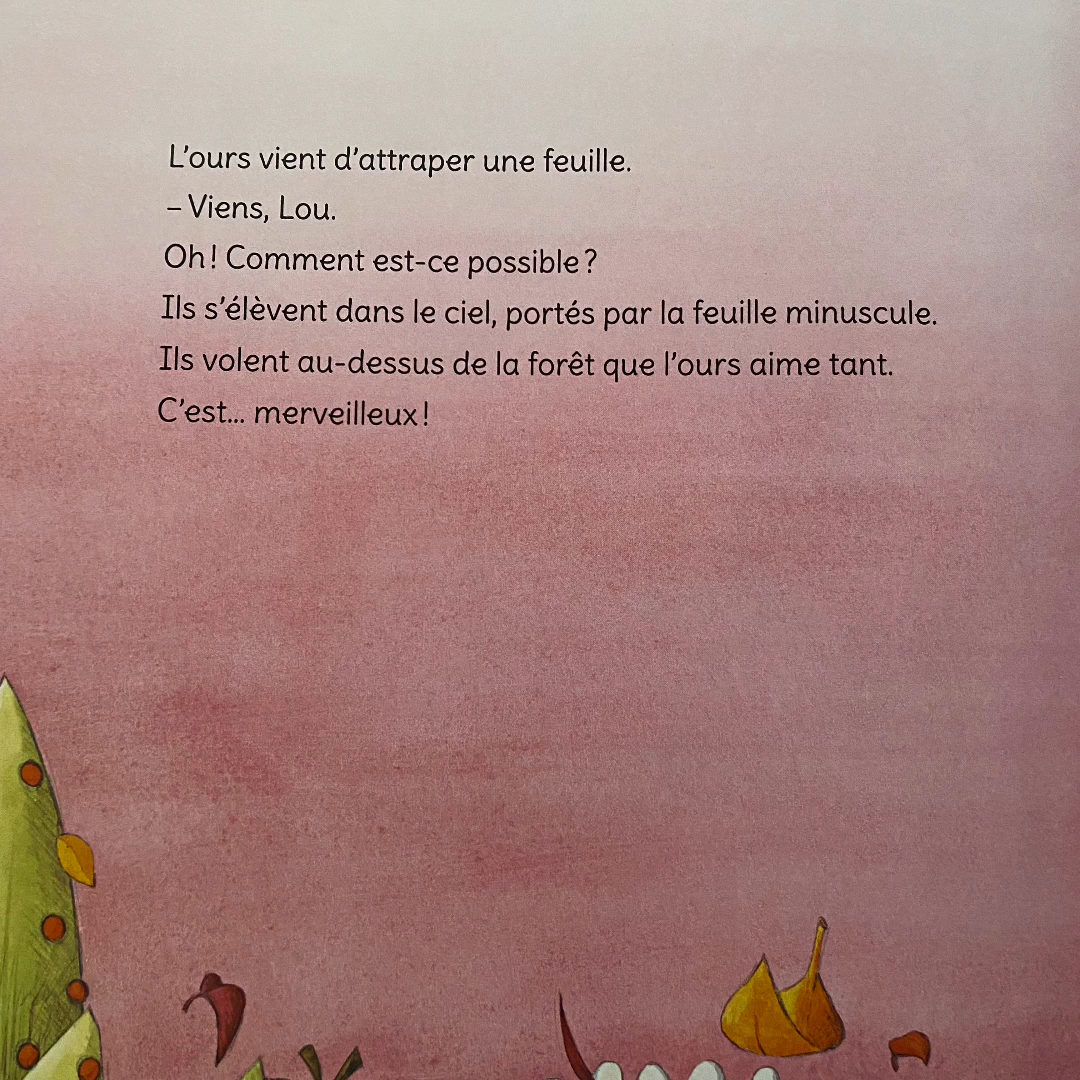 L'ours vient d'attraper une feuille.
– Viens, Lou.
Oh ! Comment est-ce possible ?
Ils s'élèvent dans le ciel, portés par la feuille minuscule.
Ils volent au-dessus de la forêt que l'ours aime tant.
C'est... merveilleux !